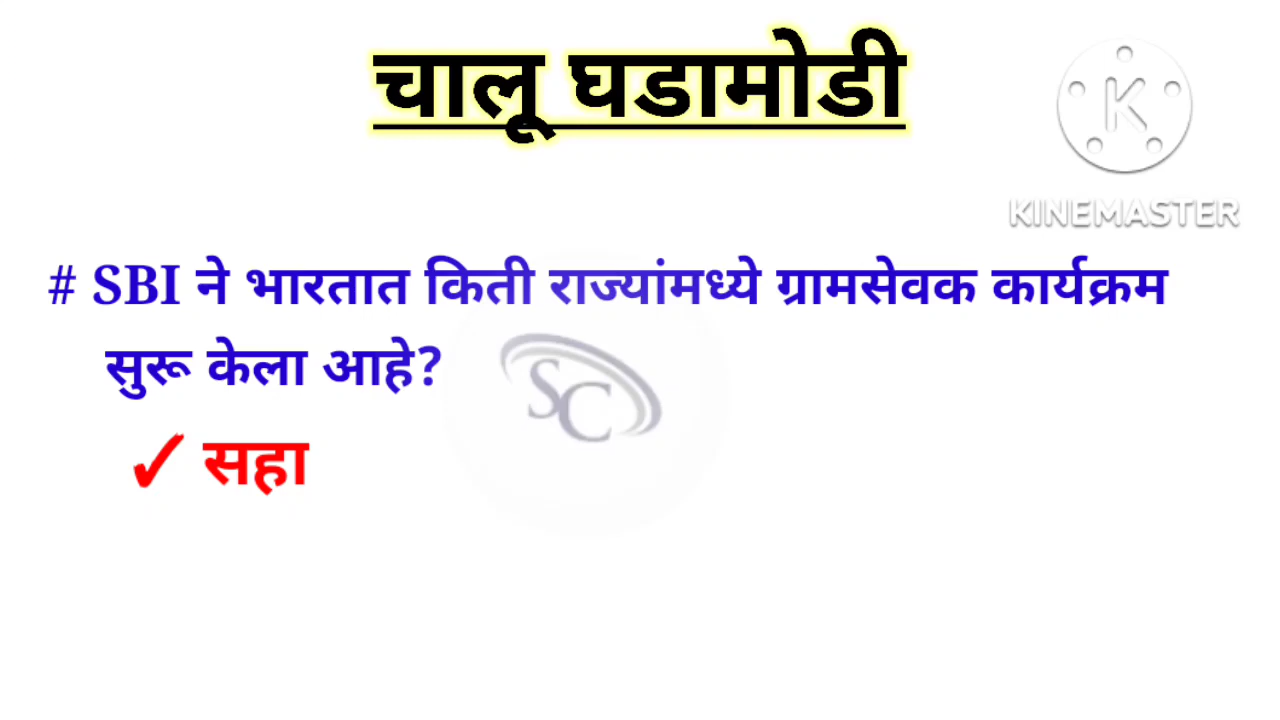 चालू घडामोडी
K
KINEMASTER
# SBI ने भारतात किती राज्यांमध्ये ग्रामसेवक कार्यक्रम
सुरू केला आहे?
SC
✓ सहा